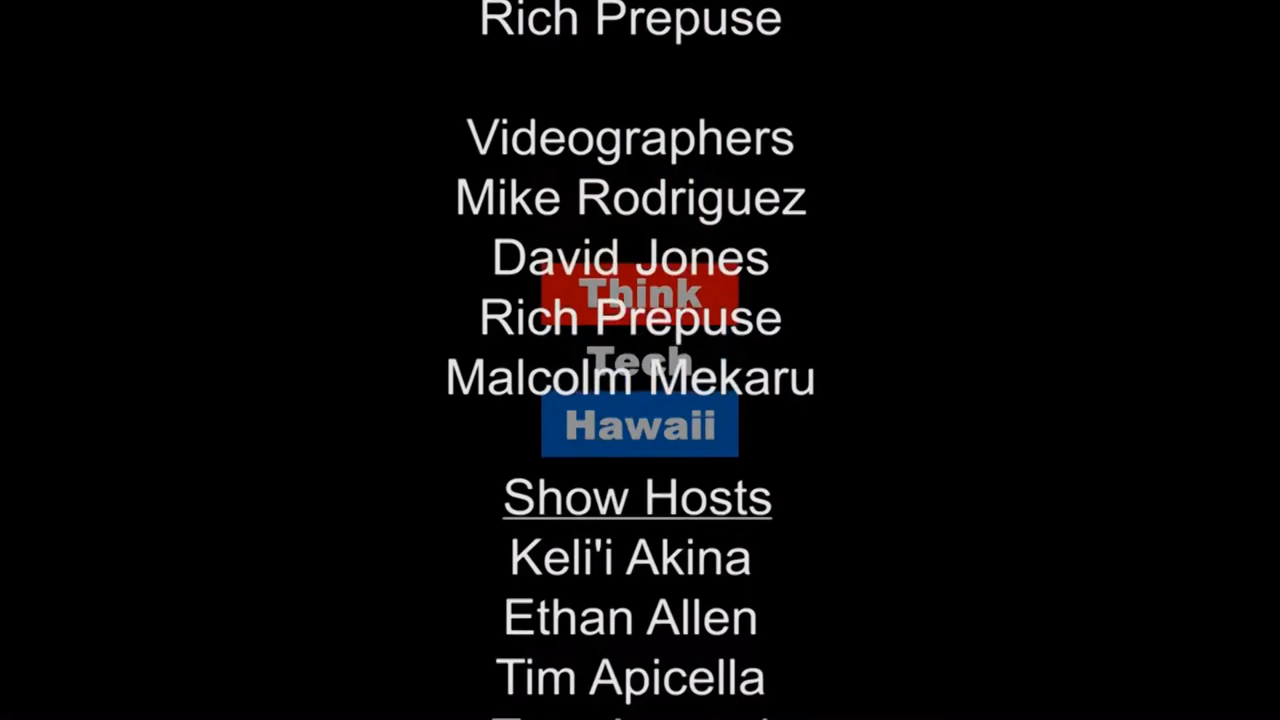 Rich Prepuse
Videographers
Mike Rodriguez
David Jones
Think
Rich Prepuse
Tech
Malcolm Mekaru
Hawaii
Show Hosts
Keli'i Akina
Ethan Allen
Tim Apicella